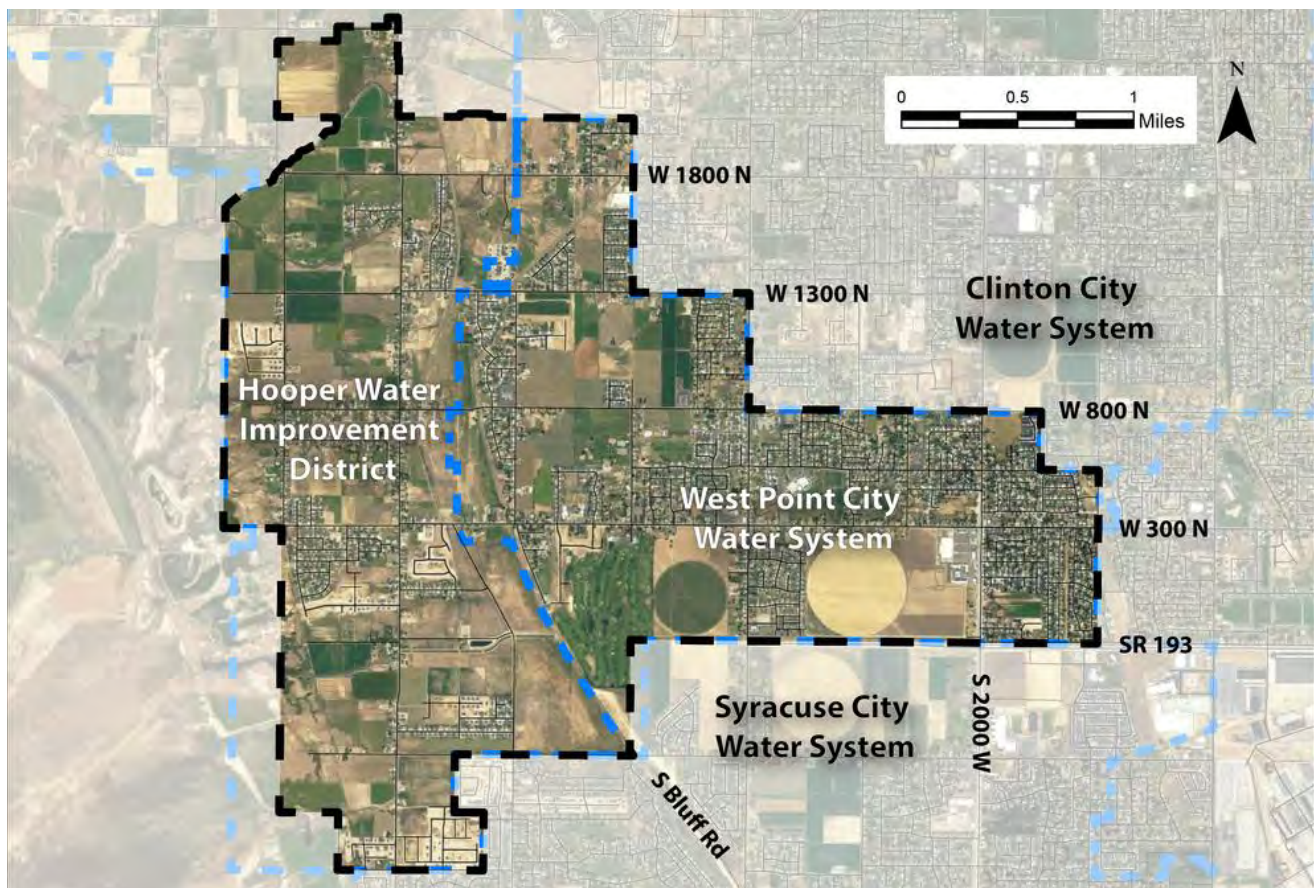 N
0 0.5 1
Miles
W 1800 N
W 1300 N
Clinton City
Water System
Hooper Water
Improvement
District
W 800 N
West Point City
Water System
W 300 N
SR 193
Syracuse City
Water System
S 2000 W
S Bluff Rd